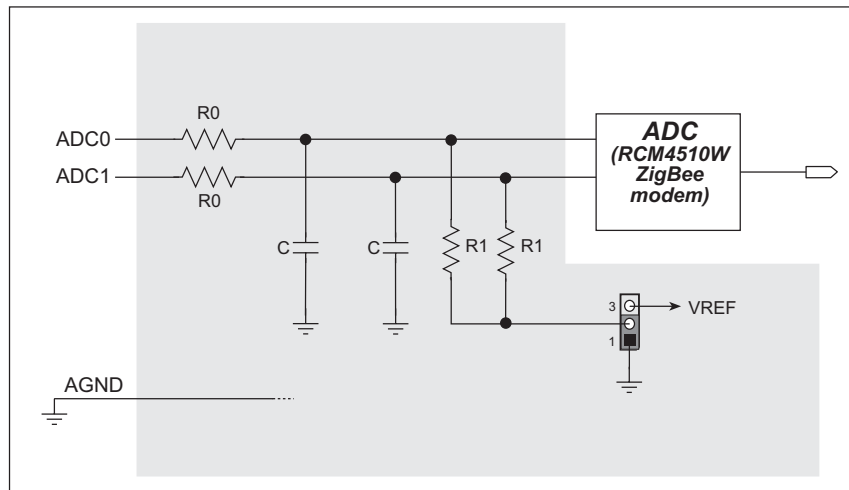 R0
ADC0
ADC1
R0
ADC
(RCM4510W
ZigBee
modem)
C
C
R1
R1
3
VREF
1
AGND